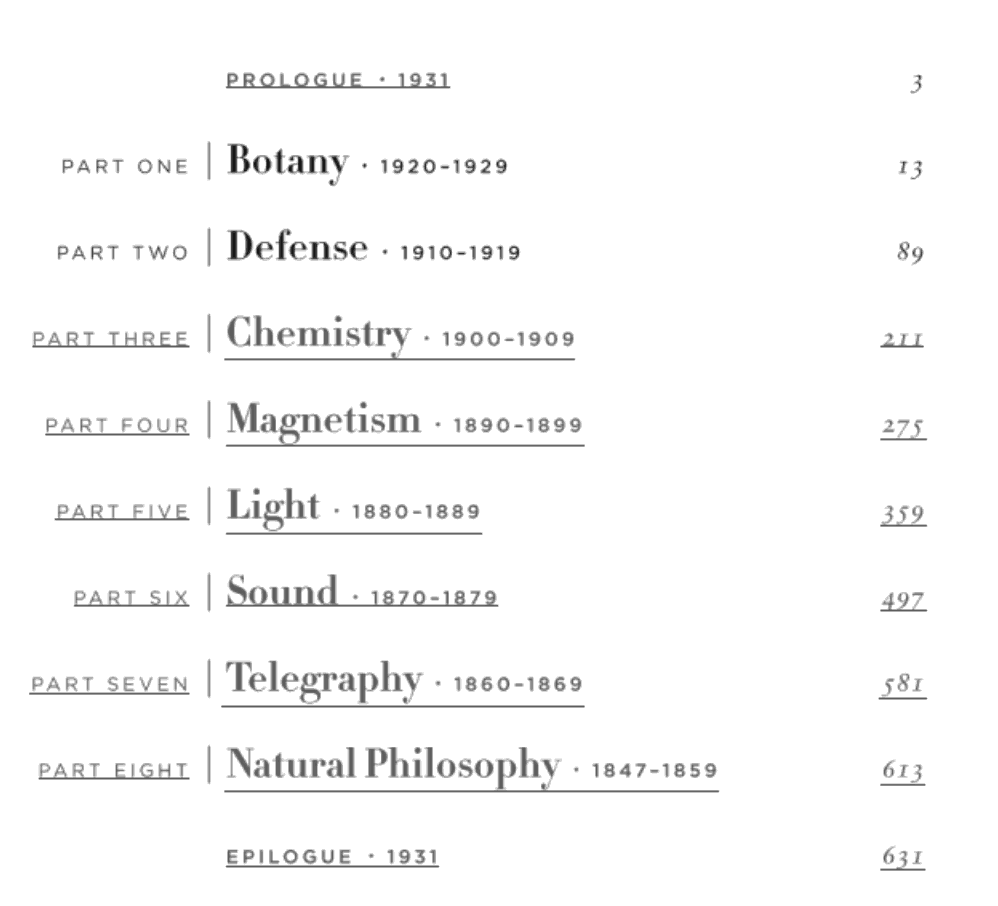 PROLOGUE · 1931 3
PART ONE | Botany · 1920–1929 13
PART TWO | Defense · 1910–1919 89
PART THREE | Chemistry · 1900–1909 211
PART FOUR | Magnetism · 1890–1899 275
PART FIVE | Light · 1880–1889 359
PART SIX | Sound · 1870–1879 497
PART SEVEN | Telegraphy · 1860–1869 581
PART EIGHT | Natural Philosophy · 1847–1859 613
EPILOGUE · 1931 631